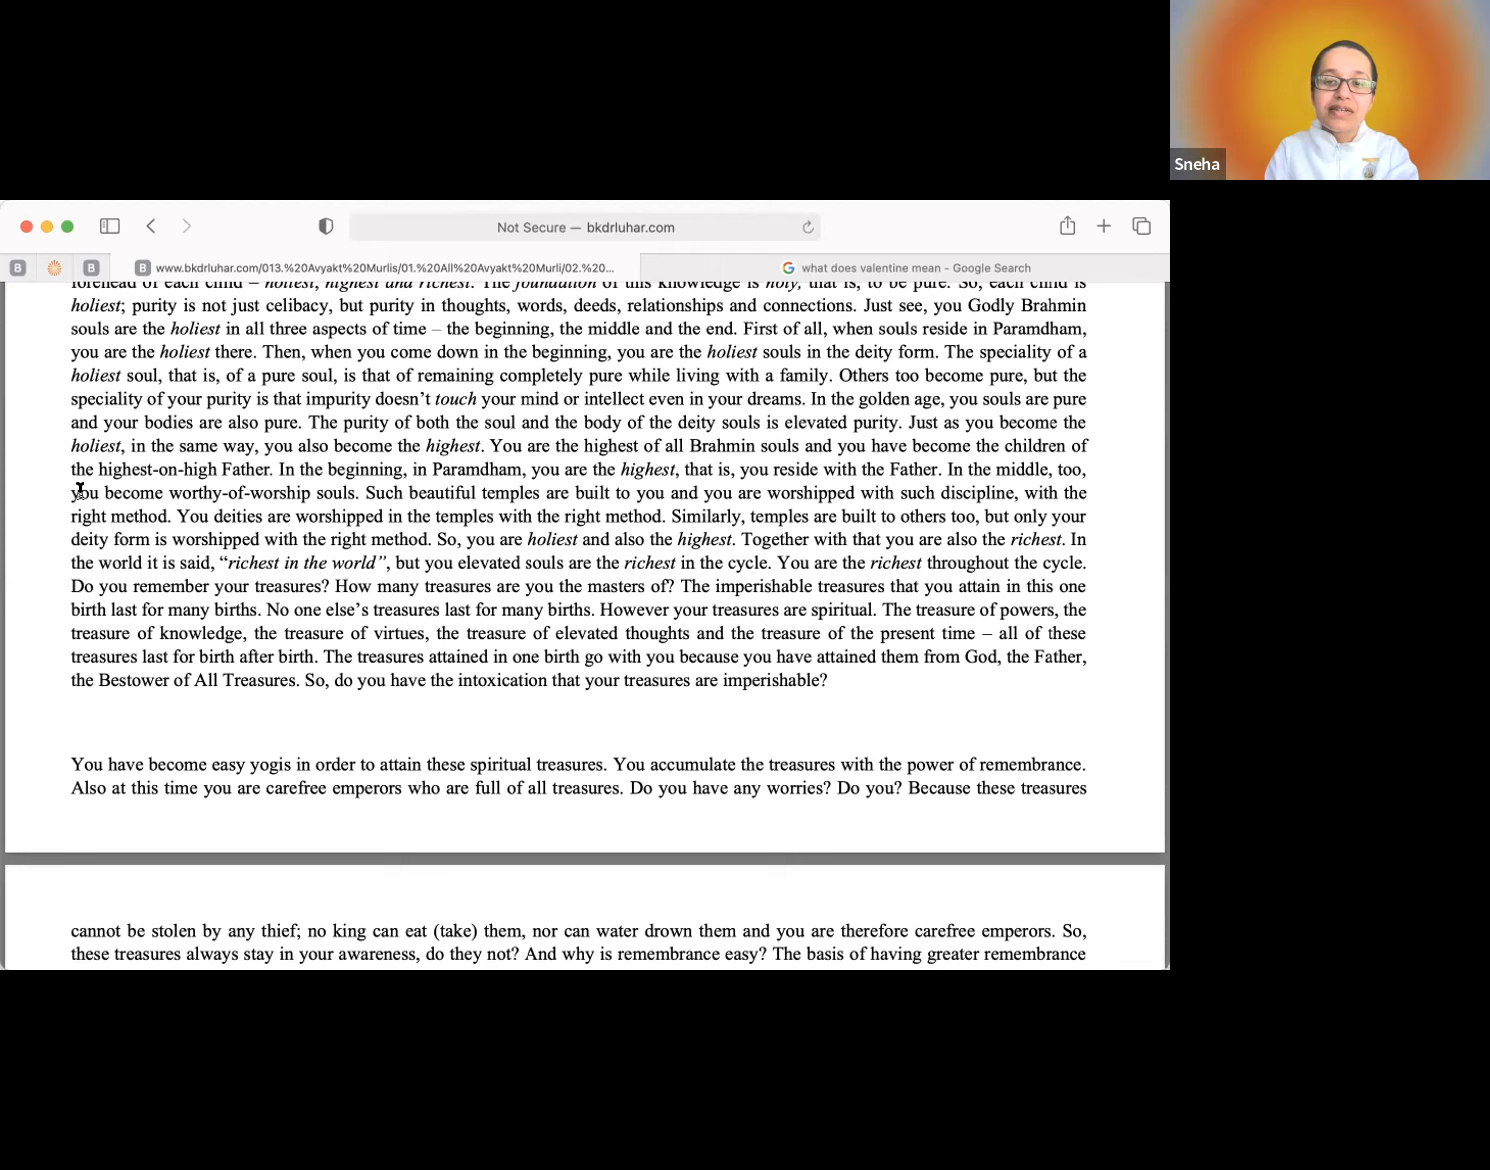 Sneha
Not Secure — bkdrluhar.com
B
B
B www.bkdrluhar.com/013.%20Avyakt%20Murlis/01.%20All%20Avyakt%20Murli/02.%20...
G what does valentine mean - Google Search
forehead of each child – holiest, highest and richest. The foundation of this knowledge is holy, that is, to be pure. So, each child is
holiest; purity is not just celibacy, but purity in thoughts, words, deeds, relationships and connections. Just see, you Godly Brahmin
souls are the holiest in all three aspects of time – the beginning, the middle and the end. First of all, when souls reside in Paramdham,
you are the holiest there. Then, when you come down in the beginning, you are the holiest souls in the deity form. The speciality of a
holiest soul, that is, of a pure soul, is that of remaining completely pure while living with a family. Others too become pure, but the
speciality of your purity is that impurity doesn’t touch your mind or intellect even in your dreams. In the golden age, you souls are pure
and your bodies are also pure. The purity of both the soul and the body of the deity souls is elevated purity. Just as you become the
holiest, in the same way, you also become the highest. You are the highest of all Brahmin souls and you have become the children of
the highest-on-high Father. In the beginning, in Paramdham, you are the highest, that is, you reside with the Father. In the middle, too,
you become worthy-of-worship souls. Such beautiful temples are built to you and you are worshipped with such discipline, with the
right method. You deities are worshipped in the temples with the right method. Similarly, temples are built to others too, but only your
deity form is worshipped with the right method. So, you are holiest and also the highest. Together with that you are also the richest. In
the world it is said, “richest in the world”, but you elevated souls are the richest in the cycle. You are the richest throughout the cycle.
Do you remember your treasures? How many treasures are you the masters of? The imperishable treasures that you attain in this one
birth last for many births. No one else’s treasures last for many births. However your treasures are spiritual. The treasure of powers, the
treasure of knowledge, the treasure of virtues, the treasure of elevated thoughts and the treasure of the present time – all of these
treasures last for birth after birth. The treasures attained in one birth go with you because you have attained them from God, the Father,
the Bestower of All Treasures. So, do you have the intoxication that your treasures are imperishable?
You have become easy yogis in order to attain these spiritual treasures. You accumulate the treasures with the power of remembrance.
Also at this time you are carefree emperors who are full of all treasures. Do you have any worries? Do you? Because these treasures
cannot be stolen by any thief; no king can eat (take) them, nor can water drown them and you are therefore carefree emperors. So,
these treasures always stay in your awareness, do they not? And why is remembrance easy? The basis of having greater remembrance